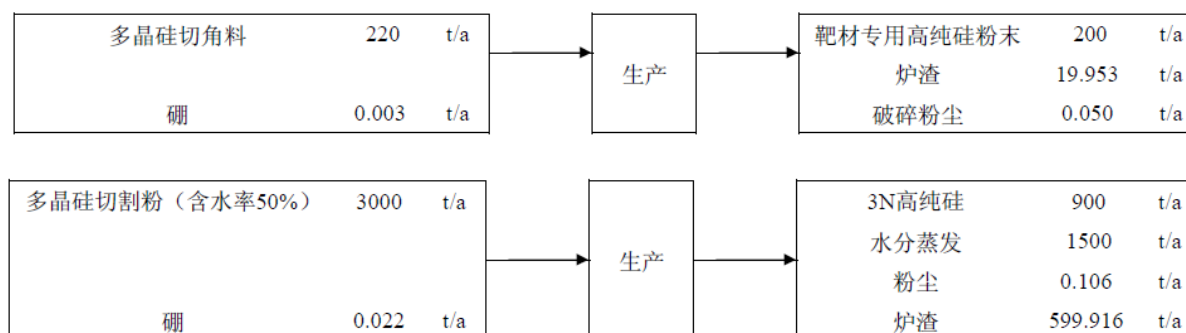 多晶硅切角料 220 t/a
硼 0.003 t/a
生产
靶材专用高纯硅粉末 200 t/a
炉渣 19.953 t/a
破碎粉尘 0.050 t/a
多晶硅切割粉（含水率50%） 3000 t/a
硼 0.022 t/a
生产
3N高纯硅 900 t/a
水分蒸发 1500 t/a
粉尘 0.106 t/a
炉渣 599.916 t/a